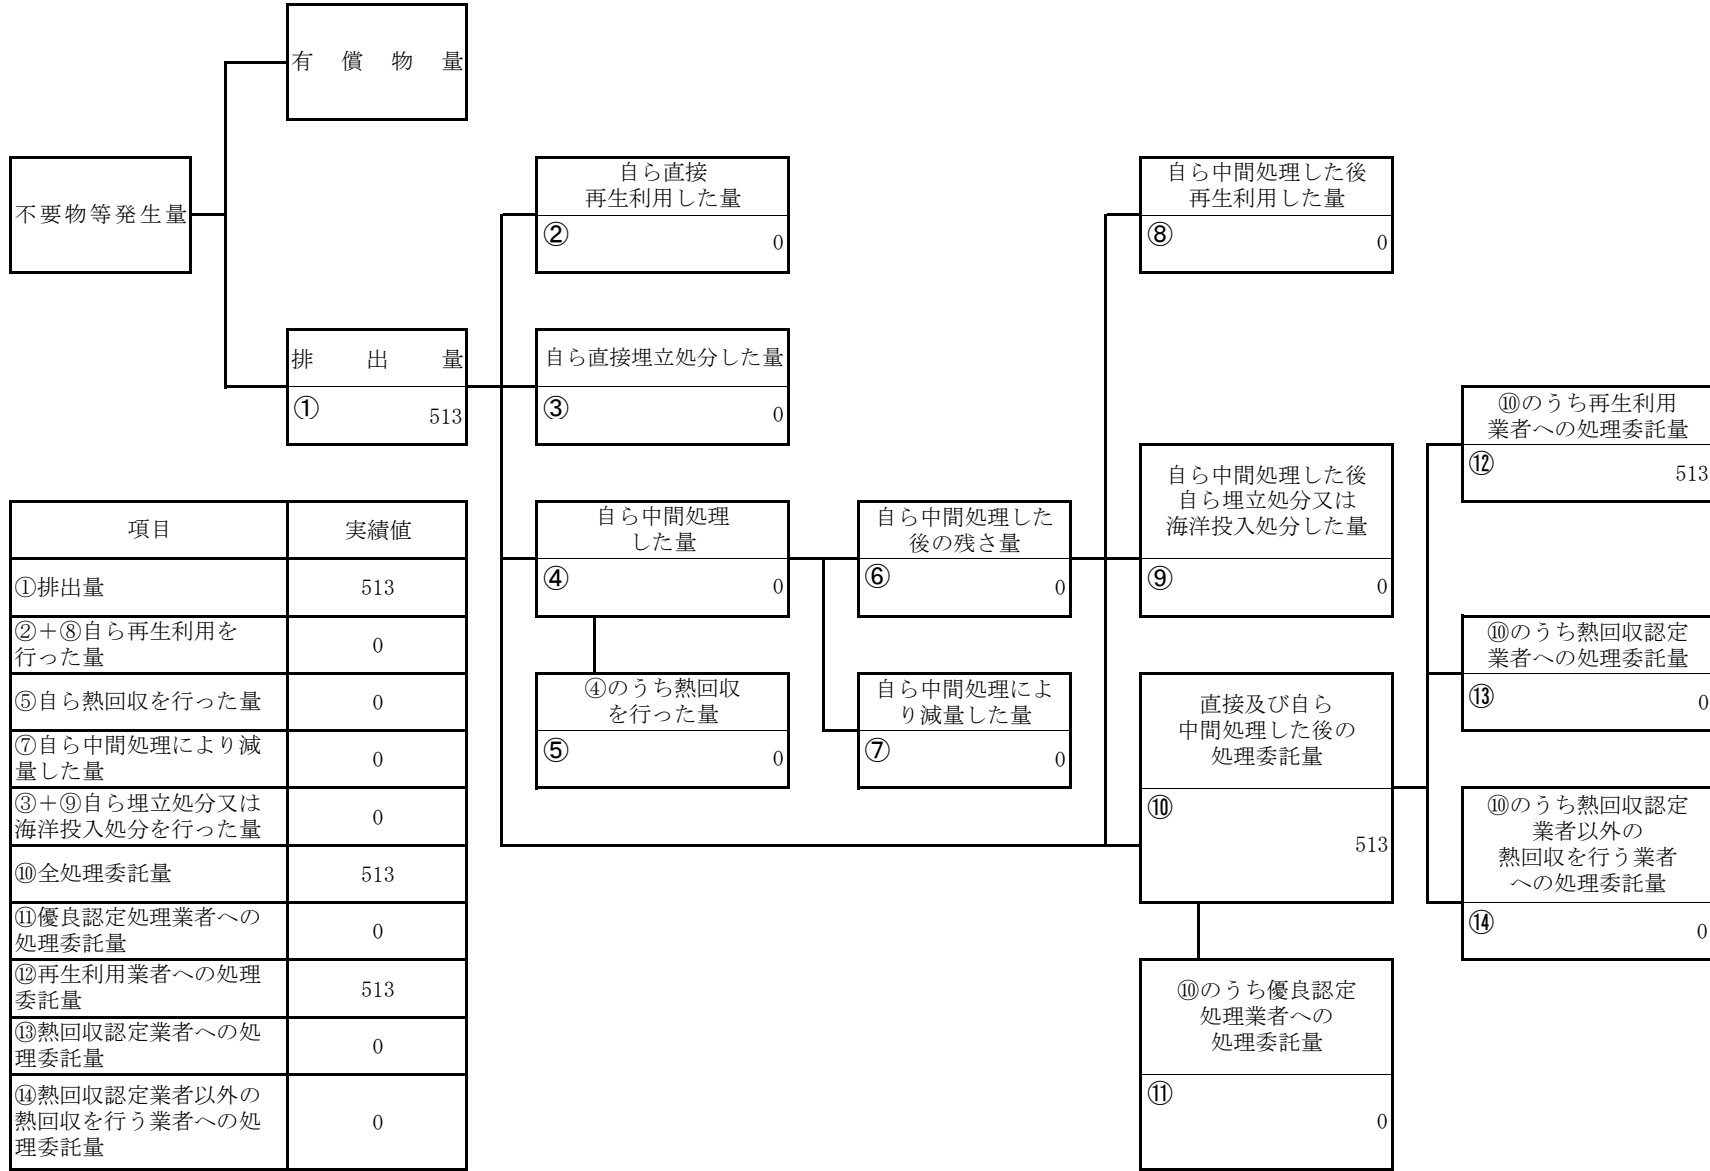 有償物量
不要物等発生量
排出量
① 513
自ら直接
再生利用した量
② 0
自ら直接埋立処分した量
③ 0
自ら中間処理
した量
④ 0
④のうち熱回収
を行った量
⑤ 0
自ら中間処理した
後の残さ量
⑥ 0
自ら中間処理によ
り減量した量
⑦ 0
自ら中間処理した後
再生利用した量
⑧ 0
自ら中間処理した後
自ら埋立処分又は
海洋投入処分した量
⑨ 0
直接及び自ら
中間処理した後の
処理委託量
⑩
513
⑩のうち優良認定
処理業者への
処理委託量
⑪
0
⑩のうち再生利用
業者への処理委託量
⑫ 513
⑩のうち熱回収認定
業者への処理委託量
⑬ 0
⑩のうち熱回収認定
業者以外の
熱回収を行う業者
への処理委託量
⑭ 0
項目 実績値
①排出量 513
②＋⑧自ら再生利用を
行った量 0
⑤自ら熱回収を行った量 0
⑦自ら中間処理により減
量した量 0
③＋⑨自ら埋立処分又は
海洋投入処分を行った量 0
⑩全処理委託量 513
⑪優良認定処理業者への
処理委託量 0
⑫再生利用業者への処理
委託量 513
⑬熱回収認定業者への処
理委託量 0
⑭熱回収認定業者以外の
熱回収を行う業者への処 0
理委託量